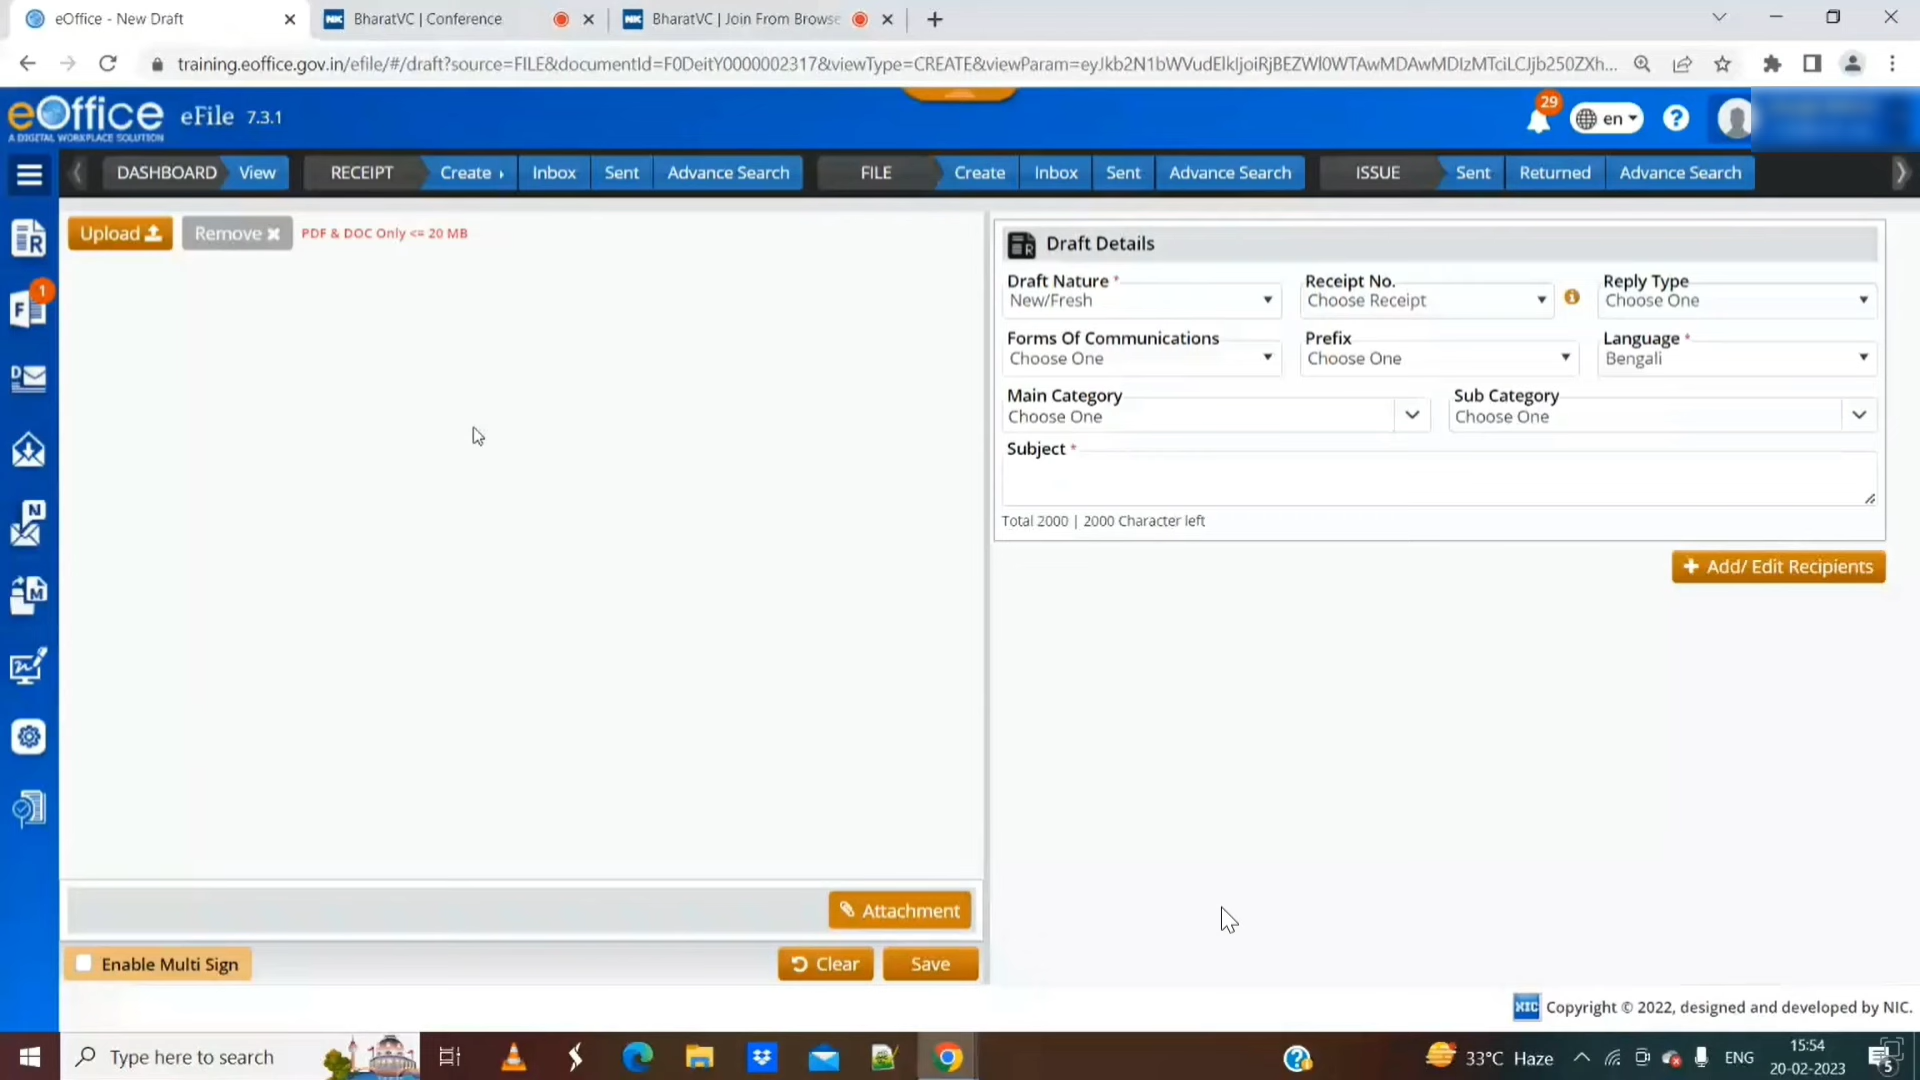 eOffice - New Draft
BharatVC | Conference
BharatVC | Join From Browse
training.eoffice.gov.in/efile/#/draft?source=FILE&documentId=F0DeitY0000002317&viewType=CREATE&viewParam=eyJkb2N1bWVudElkIjoiRjBEZWl0WTAwMDAwMDIzMTciLCJjb250ZXh...
eOffice
A DIGITAL WORKPLACE SOLUTION
eFile 7.3.1
29
en
DASHBOARD View RECEIPT Create Inbox Sent Advance Search FILE Create Inbox Sent Advance Search ISSUE Sent Returned Advance Search
R
F 1
D
N
M
Upload Remove PDF & DOC Only <= 20 MB
Draft Details
Draft Nature * Receipt No. Reply Type
New/Fresh Choose Receipt Choose One
Forms Of Communications Prefix Language *
Choose One Choose One Bengali
Main Category Sub Category
Choose One Choose One
Subject *
Total 2000 | 2000 Character left
+ Add/ Edit Recipients
Attachment
Enable Multi Sign Clear Save
NIC Copyright © 2022, designed and developed by NIC.
Type here to search
33°C Haze ENG
15:54
20-02-2023
5